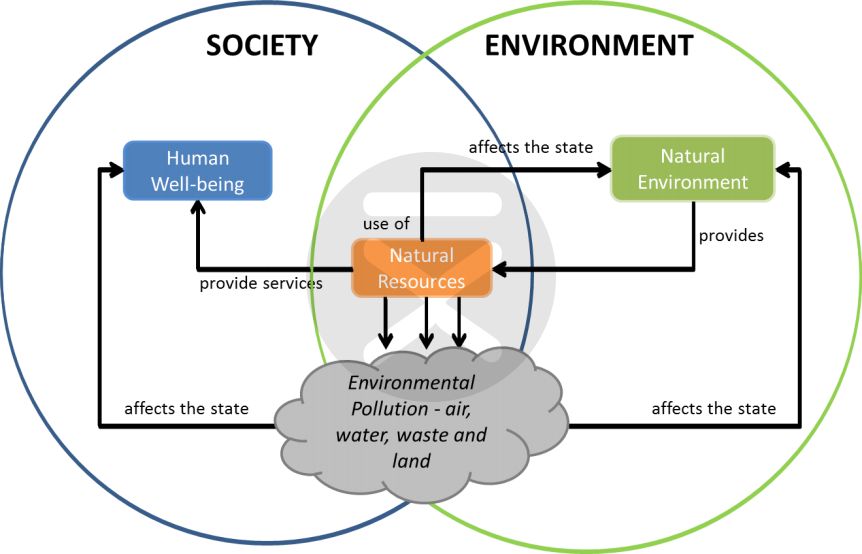 SOCIETY
ENVIRONMENT
affects the state
Human
Well-being
Natural
Environment
use of
provides
Natural
Resources
provide services
Environmental
Pollution - air,
water, waste and
land
affects the state
affects the state